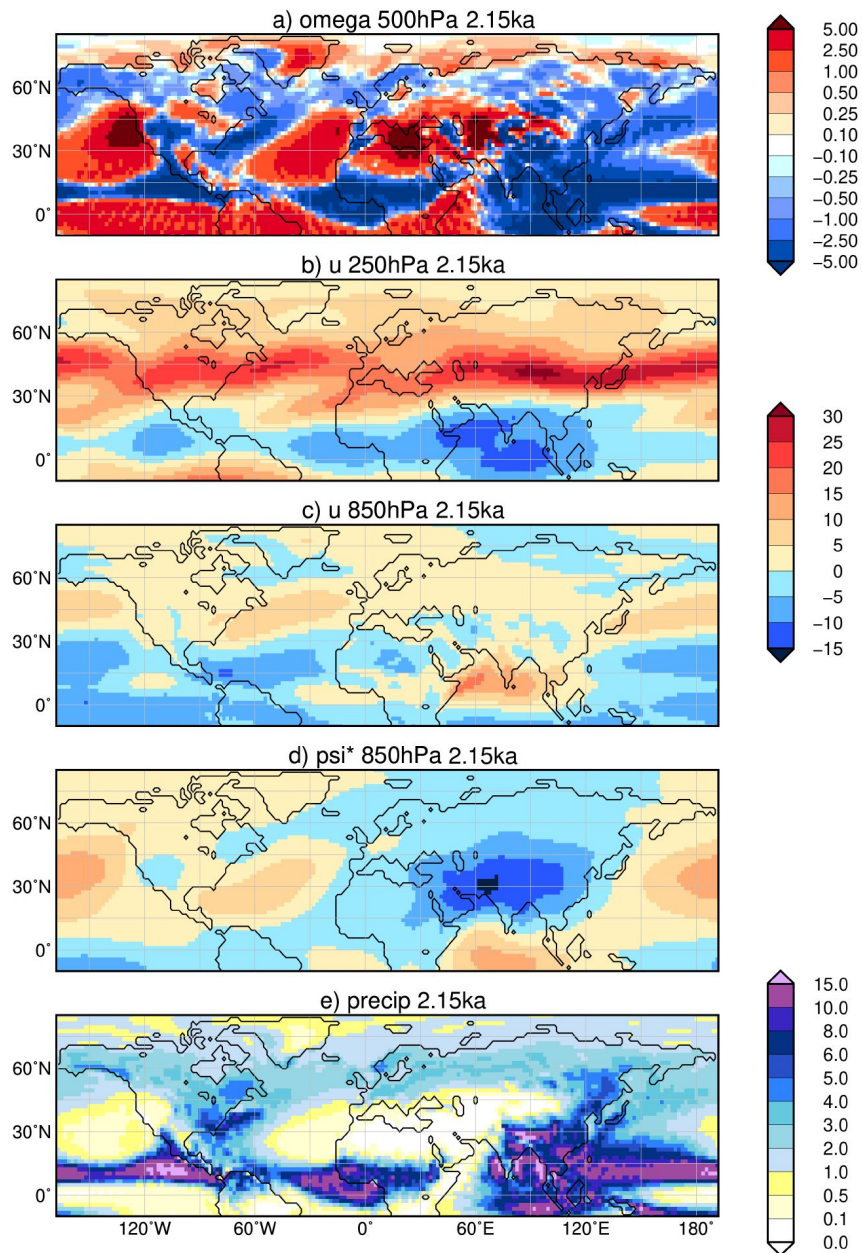 a) omega 500hPa 2.15ka
60°N
30°N
0°
5.00
2.50
1.00
0.50
0.25
0.10
−0.10
−0.25
−0.50
−1.00
−2.50
−5.00
b) u 250hPa 2.15ka
60°N
30°N
0°
c) u 850hPa 2.15ka
60°N
30°N
0°
30
25
20
15
10
5
0
−5
−10
−15
d) psi* 850hPa 2.15ka
60°N
30°N
0°
e) precip 2.15ka
60°N
30°N
0°
15.0
10.0
8.0
6.0
5.0
4.0
3.0
2.0
1.0
0.5
0.1
0.0
120°W 60°W 0° 60°E 120°E 180°